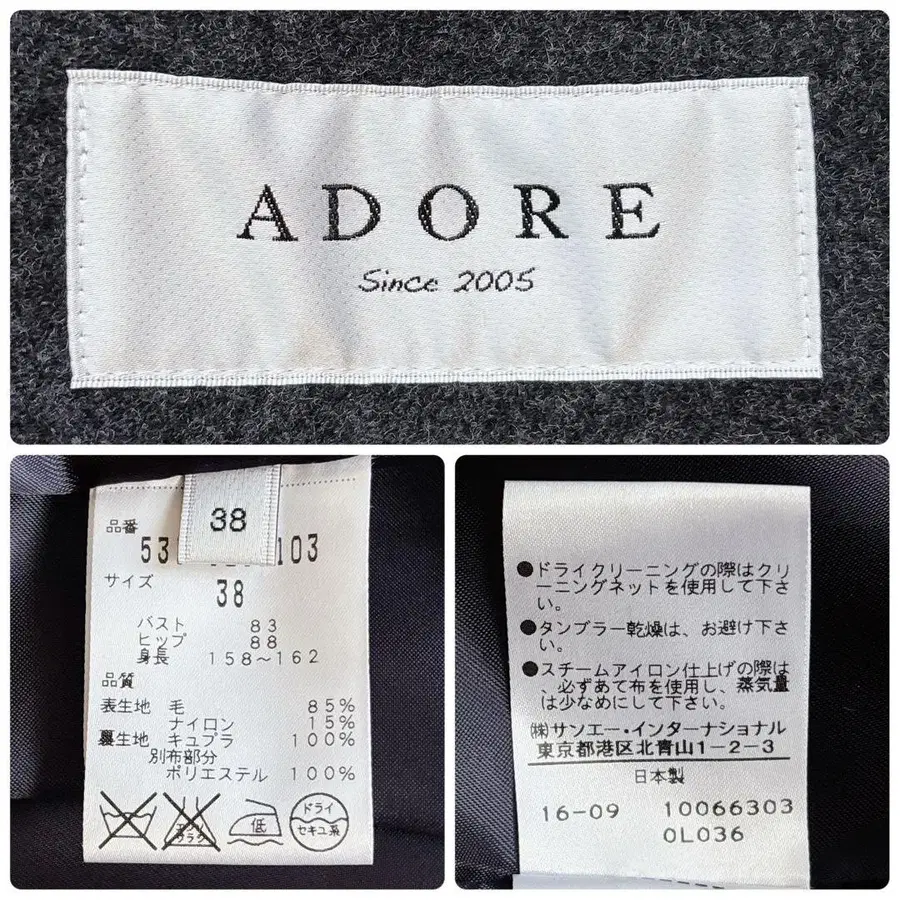 ADORE
Since 2005
38
品番
53 103
サイズ
38
バスト 83
ヒップ 88
身長 158~162
品質
表生地 毛 85%
ナイロン 15%
裏生地 キュプラ 100%
別布部分
ポリエステル 100%
エンソ
サラシ
低
ドライ
セキユ系
●ドライクリーニングの際はクリ
ーニングネットを使用して下さ
い。
●タンブラー乾燥は、お避け下さ
い。
●スチームアイロン仕上げの際は
、必ずあて布を使用し、蒸気量
は少なめにして下さい。
㈱サンエー・インターナショナル
東京都港区北青山1-2-3
日本製
16-09 10066303
0L036